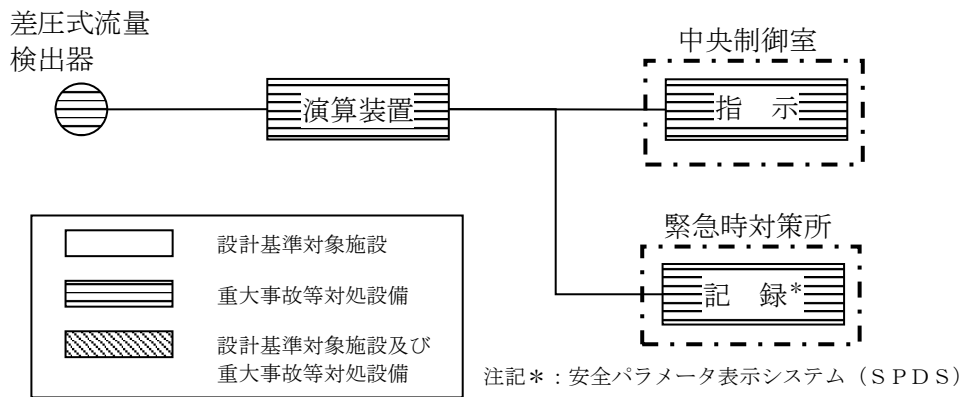 差圧式流量
検出器
中央制御室
演算装置
指　示
緊急時対策所
記　録*
設計基準対象施設
重大事故等対処設備
設計基準対象施設及び
重大事故等対処設備
注記＊：安全パラメータ表示システム（ＳＰＤＳ）